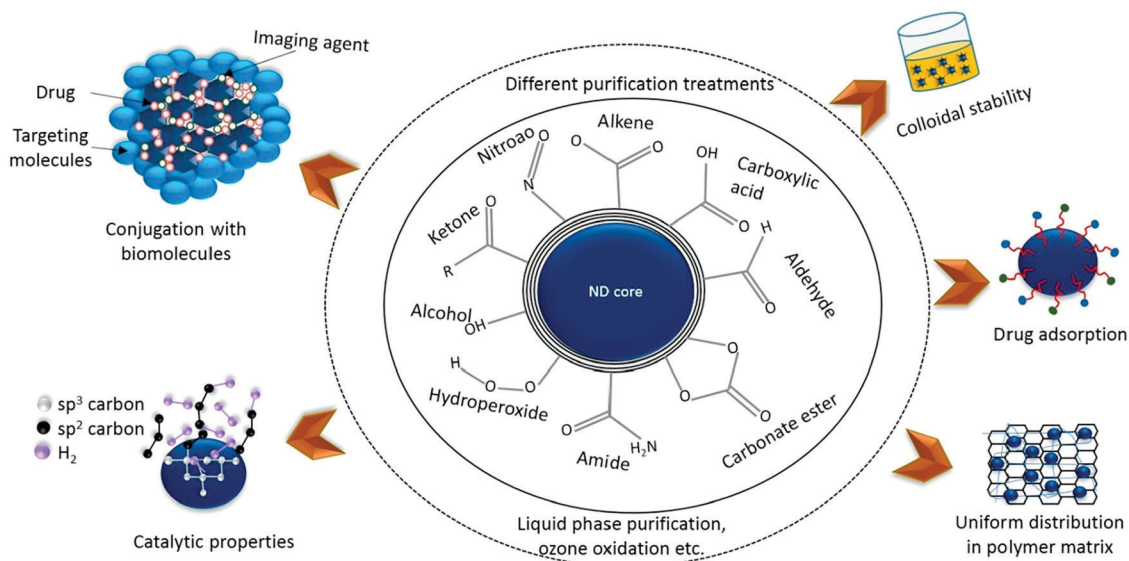 Imaging agent
Drug
Targeting
molecules
Conjugation with
biomolecules
Different purification treatments
Colloidal stability
Nitroao
O
N
Alkene
O
O
OH
Carboxylic
acid
O
Ketone
O
R
H
Aldehyde
O
ND core
Alcohol
OH
H
O
O
Hydroperoxide
O
Amide
H₂N
O
O
O
Carbonate ester
Drug adsorption
sp³ carbon
sp² carbon
H₂
Catalytic properties
Liquid phase purification,
ozone oxidation etc.
Uniform distribution
in polymer matrix